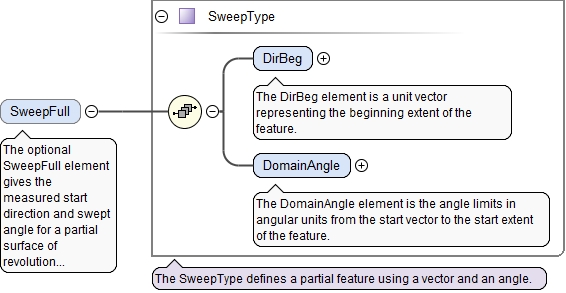 SweepType
DirBeg
The DirBeg element is a unit vector
representing the beginning extent of the
feature.
SweepFull
The optional
SweepFull element
gives the
measured start
direction and swept
angle for a partial
surface of
revolution...
DomainAngle
The DomainAngle element is the angle limits in
angular units from the start vector to the start extent
of the feature.
The SweepType defines a partial feature using a vector and an angle.